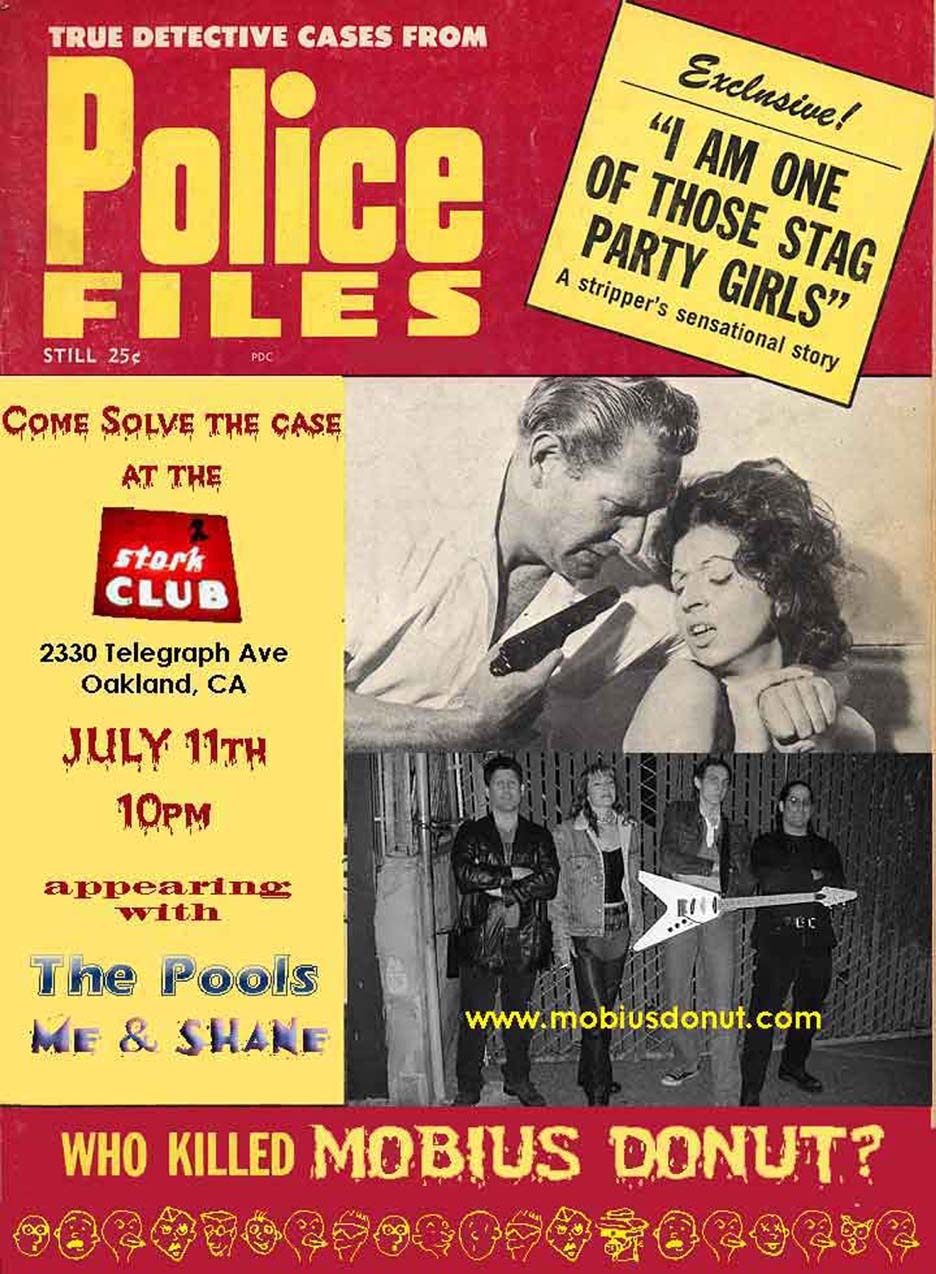 TRUE DETECTIVE CASES FROM
Police
FILES
STILL 25¢
PDC
Exclusive!
"I AM ONE
OF THOSE STAG
PARTY GIRLS"
A stripper's sensational story
COME SOLVE THE CASE
AT THE
stork
CLUB
2330 Telegraph Ave
Oakland, CA
JULY 11TH
10PM
appearing
with
The Pools
ME & SHANE
www.mobiusdonut.com
WHO KILLED MOBIUS DONUT?